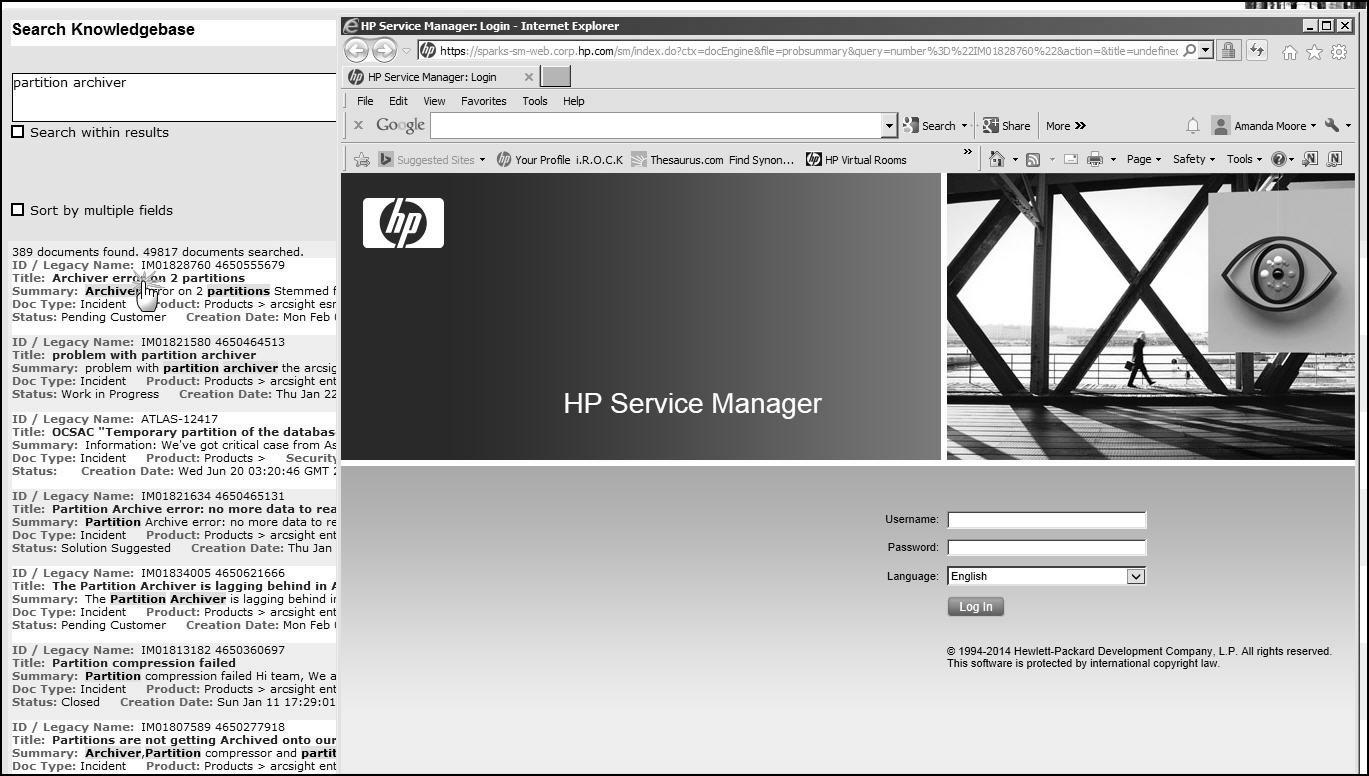 Search Knowledgebase
partition archiver
Search within results
Sort by multiple fields
389 documents found. 49817 documents searched.
ID / Legacy Name: IM01828760 4650555679
Title: Archiver error on 2 partitions
Summary: Archiver error on 2 partitions Stemmed f
Doc Type: Incident Product: Products > arcsight esm
Status: Pending Customer Creation Date: Mon Feb
ID / Legacy Name: IM01821580 4650464513
Title: problem with partition archiver
Summary: problem with partition archiver the arcsig
Doc Type: Incident Product: Products > arcsight ent
Status: Work in Progress Creation Date: Thu Jan 22
ID / Legacy Name: ATLAS-12417
Title: OCSAC "Temporary partition of the databas
Summary: Information: We've got critical case from As
Doc Type: Incident Product: Products > Security
Status: Creation Date: Wed Jun 20 03:20:46 GMT 2
ID / Legacy Name: IM01821634 4650465131
Title: Partition Archive error: no more data to rea
Summary: Partition Archive error: no more data to re
Doc Type: Incident Product: Products > arcsight ent
Status: Solution Suggested Creation Date: Thu Jan
ID / Legacy Name: IM01834005 4650621666
Title: The Partition Archiver is lagging behind in A
Summary: The Partition Archiver is lagging behind in
Doc Type: Incident Product: Products > arcsight ent
Status: Pending Customer Creation Date: Mon Feb
ID / Legacy Name: IM01813182 4650360697
Title: Partition compression failed
Summary: Partition compression failed Hi team, We a
Doc Type: Incident Product: Products > arcsight ent
Status: Closed Creation Date: Sun Jan 11 17:29:01
ID / Legacy Name: IM01807589 4650277918
Title: Partitions are not getting Archived onto our
Summary: Archiver,Partition compressor and partit
Doc Type: Incident Product: Products > arcsight ent
HP Service Manager: Login - Internet Explorer
https://sparks-sm-web.corp.hp.com/sm/index.do?ctx=docEngine&file=probsummary&query=number%3D%22IM01828760%22&action=&title=undefined
HP Service Manager: Login
File Edit View Favorites Tools Help
Google Search Share More Amanda Moore
Suggested Sites Your Profile i.R.O.C.K Thesaurus.com Find Synon... HP Virtual Rooms Page Safety Tools
hp
HP Service Manager
Username:
Password:
Language: English
Log In
© 1994-2014 Hewlett-Packard Development Company, L.P. All rights reserved.
This software is protected by international copyright law.